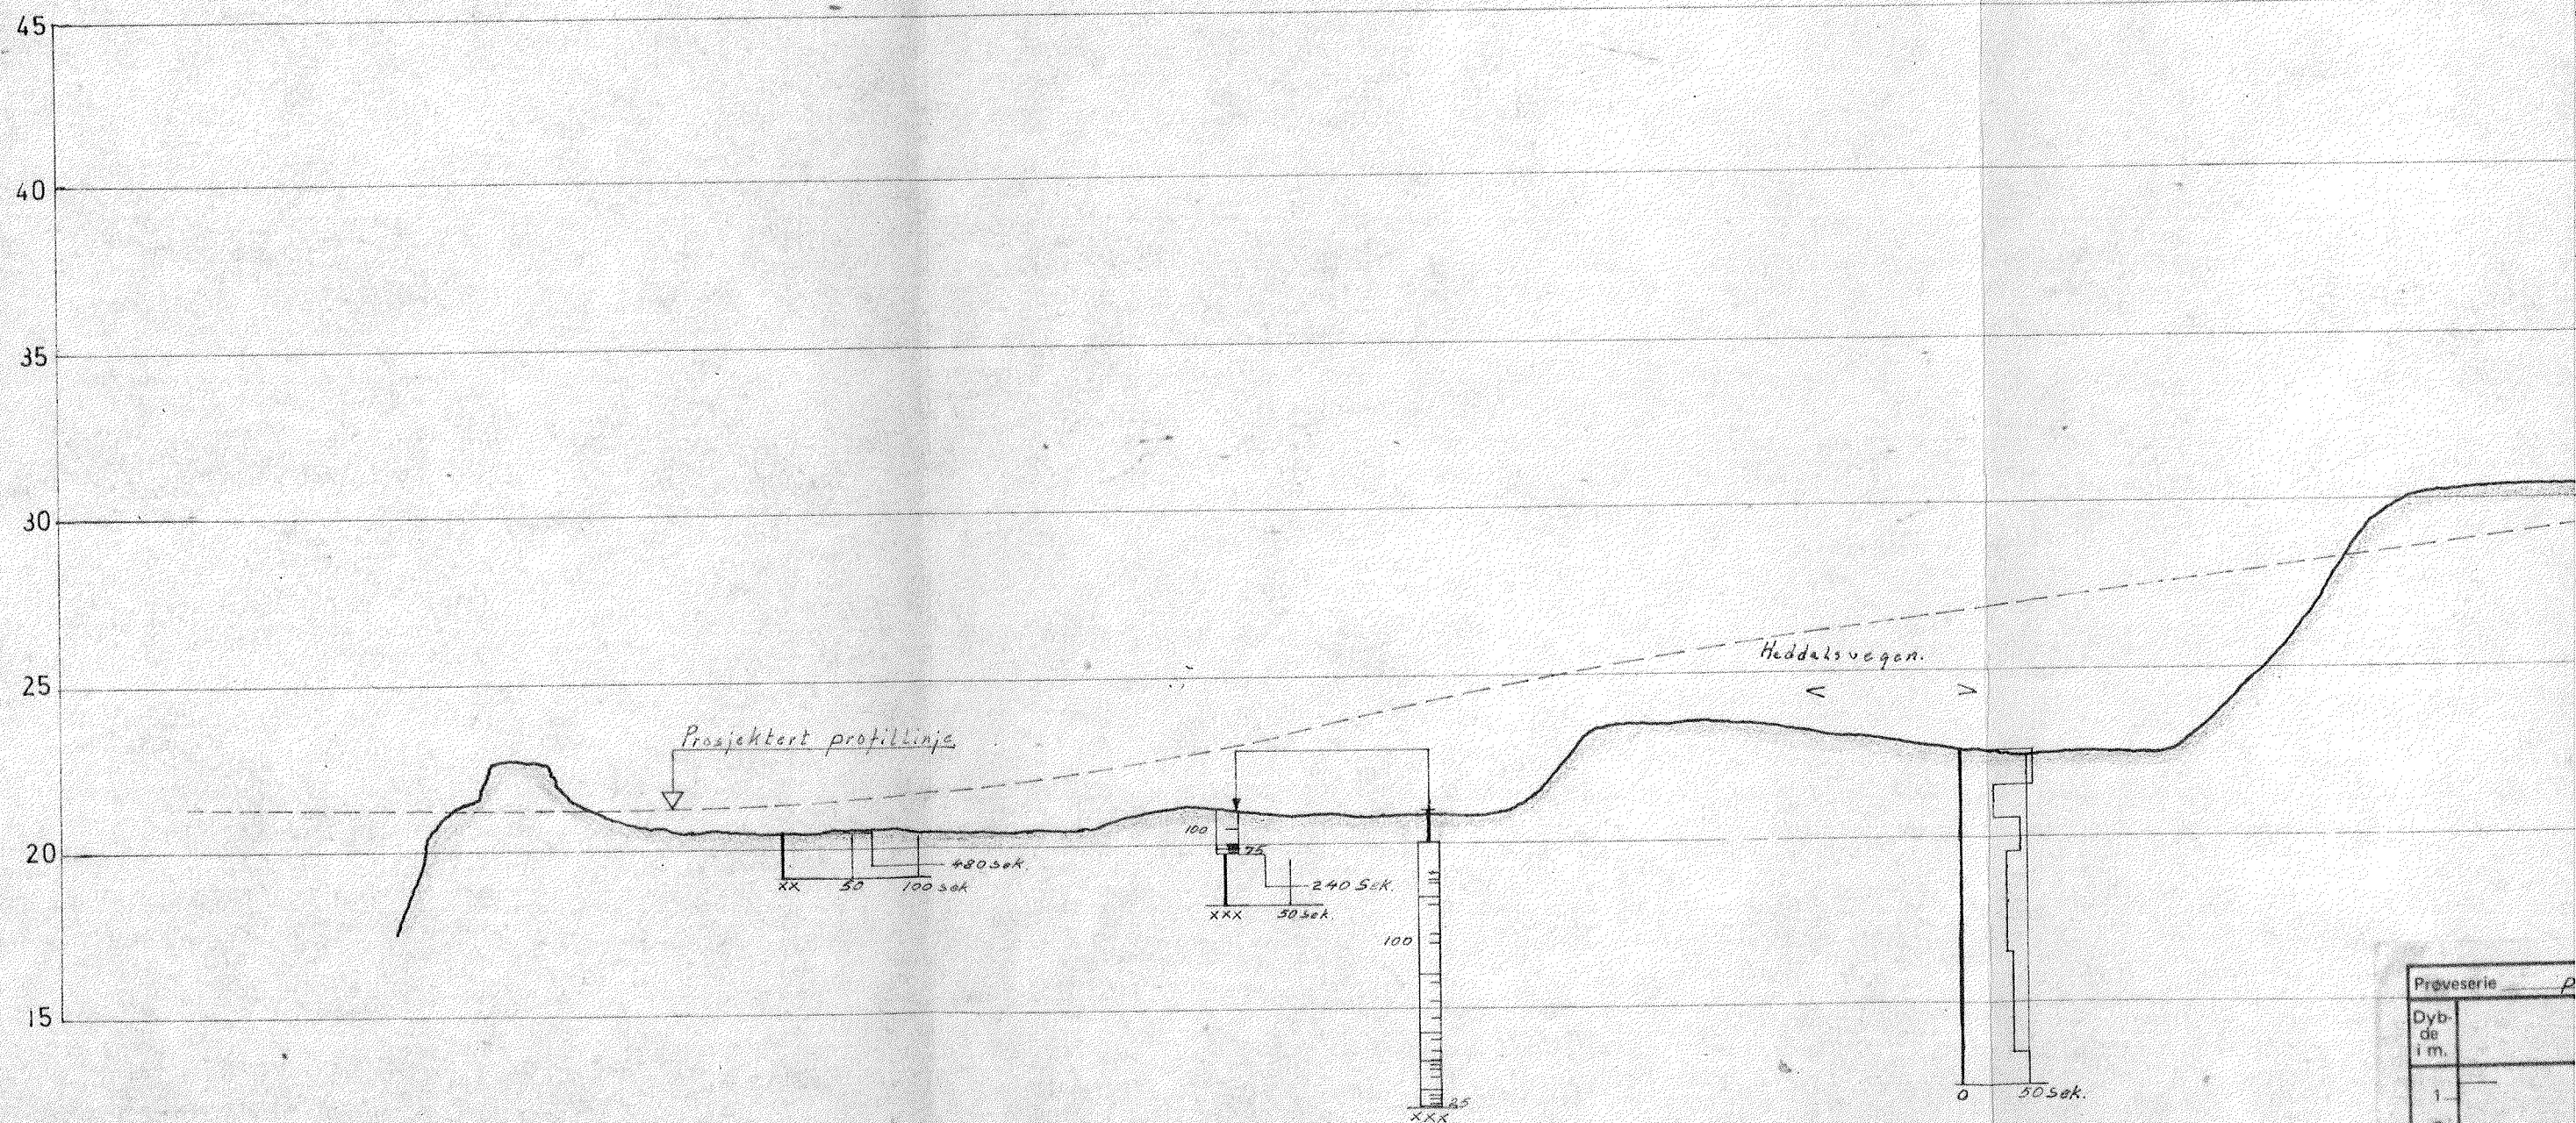 45
40
35
30
25
20
15
Heddalsvegen.
< >
Prosjektert profillinje
480 sek.
xx 50 100 sek
100
75
240 Sek.
xxx 50 sek.
100
25
xxx
0 50 sek.
Prøveserie P
Dyb-
de
i m.
1